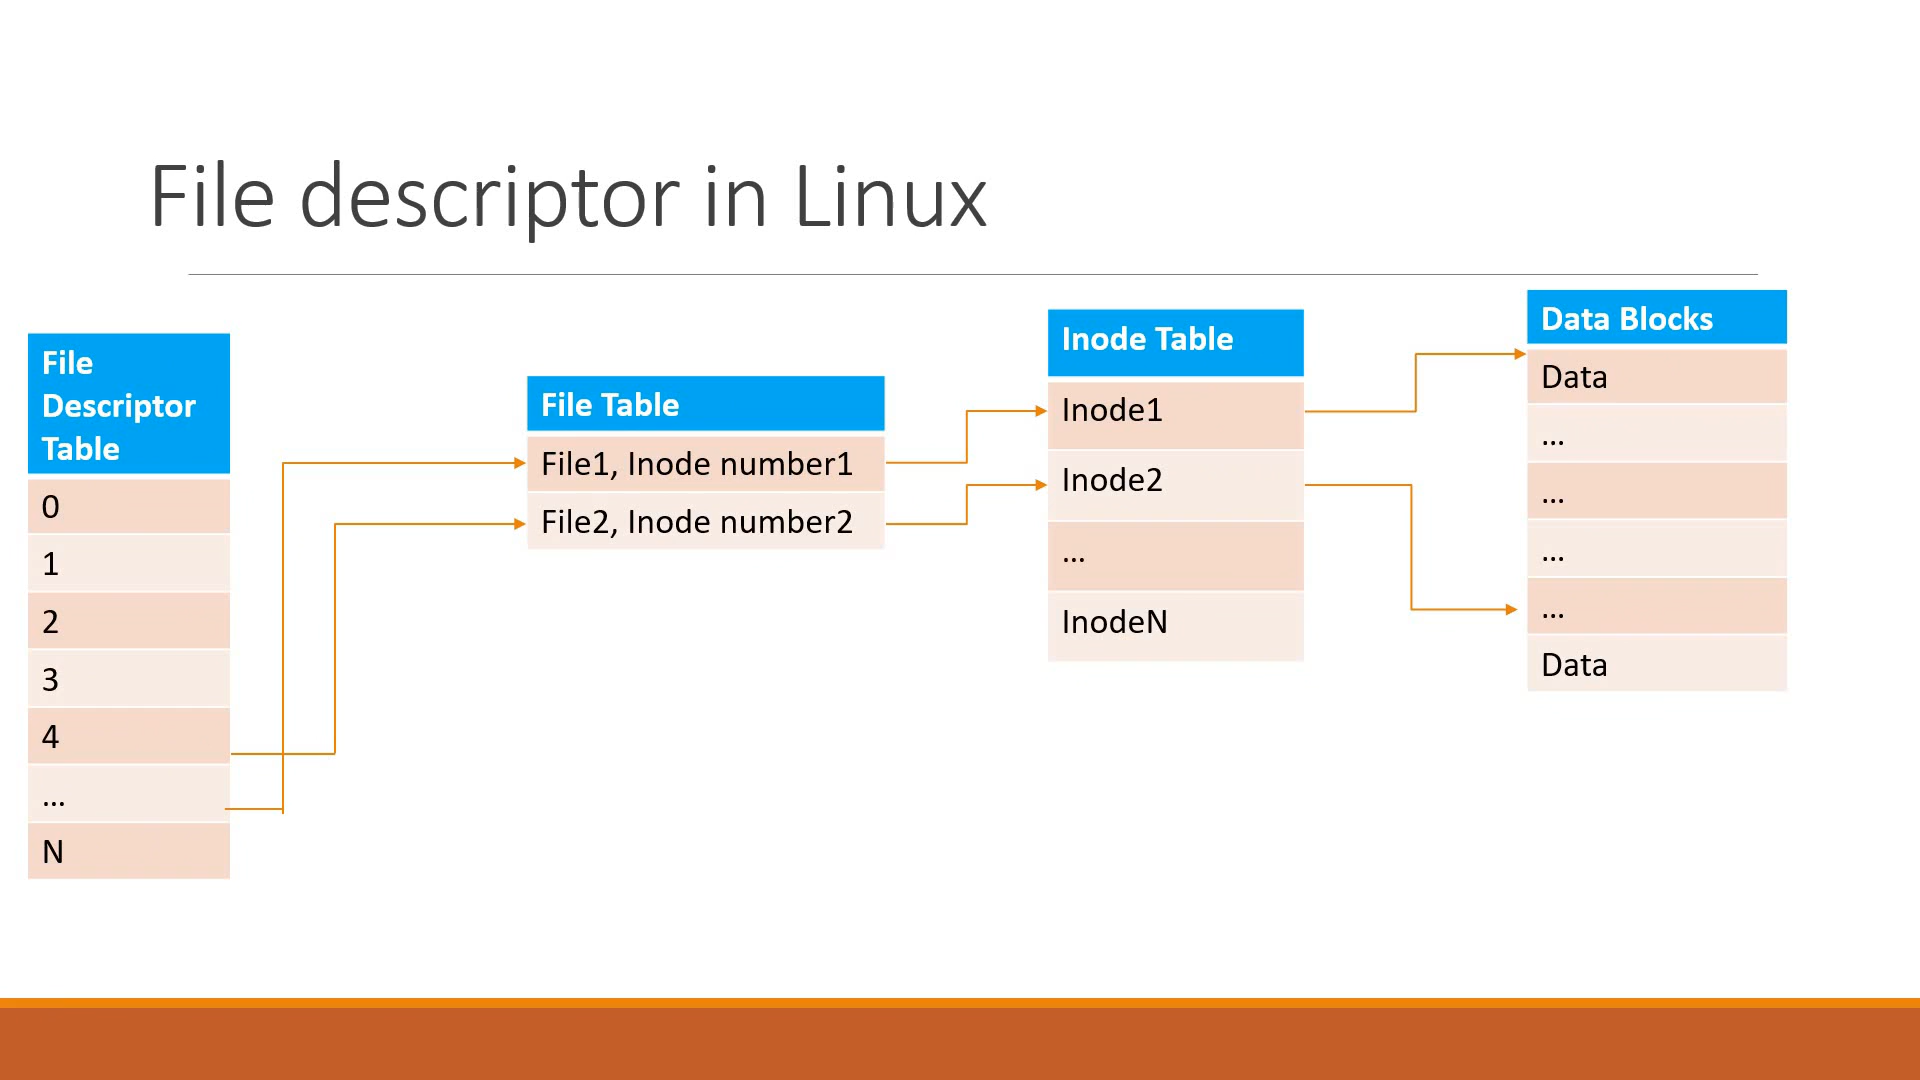 File descriptor in Linux
File
Descriptor
Table
0
1
2
3
4
...
N
File Table
File1, Inode number1
File2, Inode number2
Inode Table
Inode1
Inode2
...
InodeN
Data Blocks
Data
...
...
...
...
Data